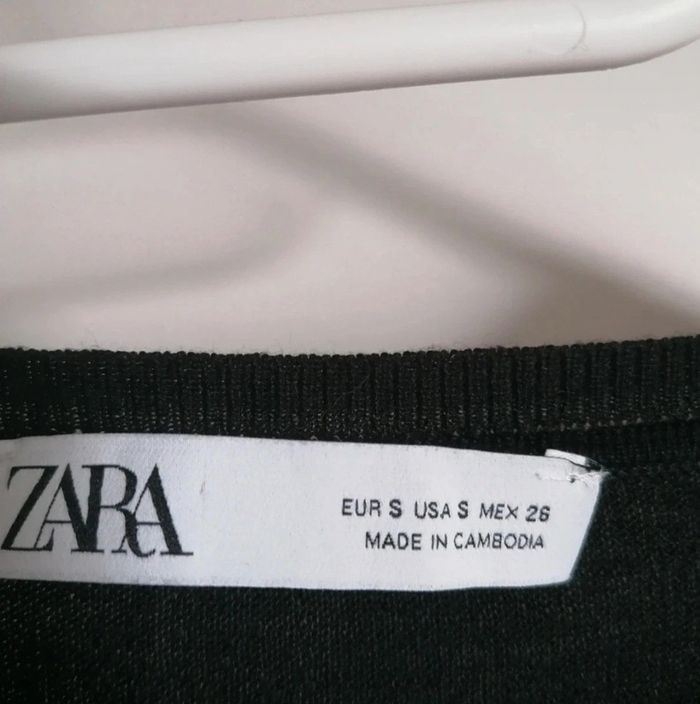 ZARA
EUR S USA S MEX 26
MADE IN CAMBODIA